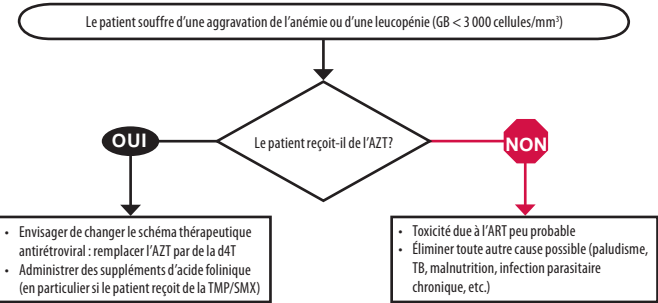 Le patient souffre d'une aggravation de l'anémie ou d'une leucopénie (GB < 3 000 cellules/mm³)
Le patient reçoit-il de l'AZT?
OUI
NON
• Envisager de changer le schéma thérapeutique
antirétroviral : remplacer l'AZT par de la d4T
• Administrer des suppléments d'acide folinique
(en particulier si le patient reçoit de la TMP/SMX)
• Toxicité due à l'ART peu probable
• Éliminer toute autre cause possible (paludisme,
TB, malnutrition, infection parasitaire
chronique, etc.)